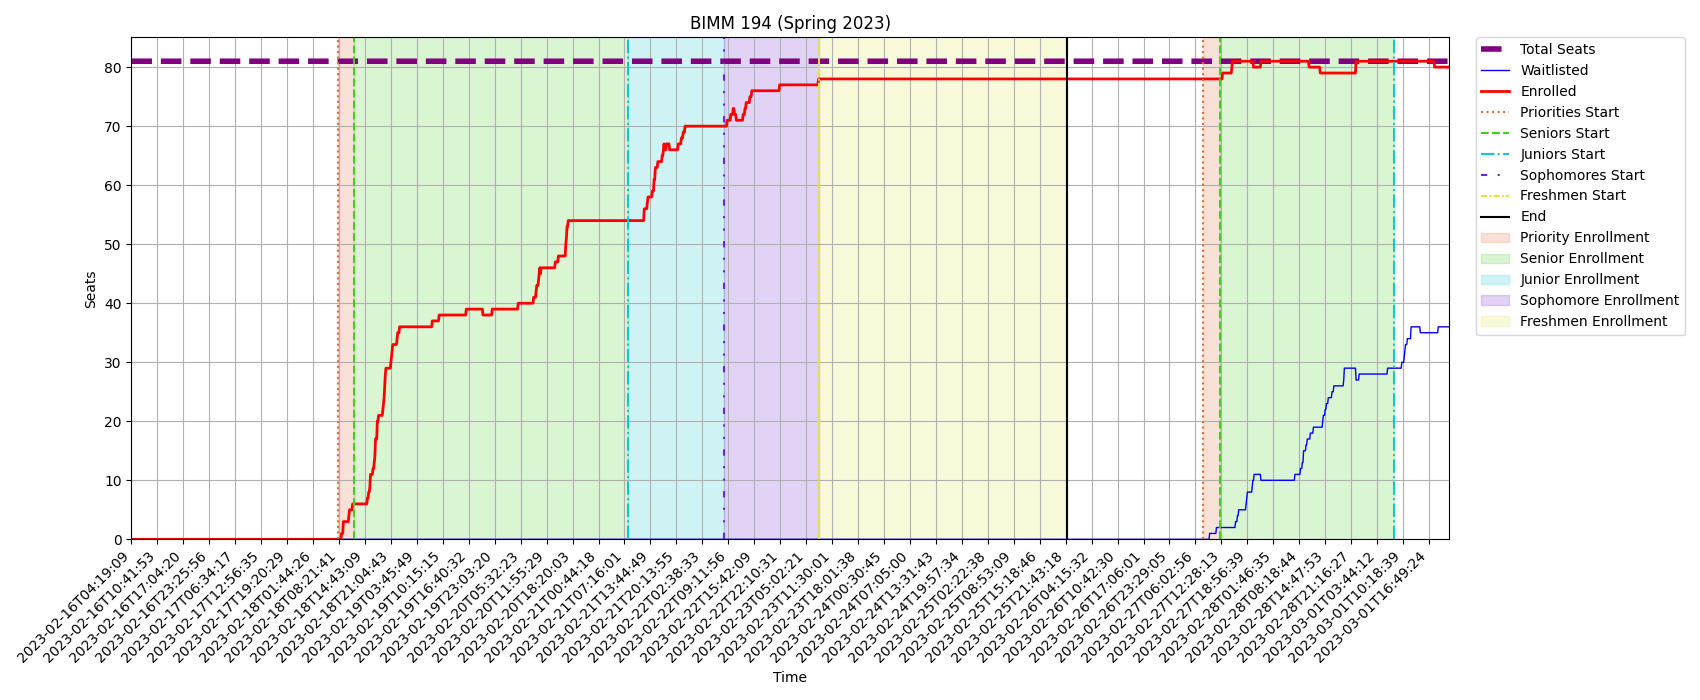 BIMM 194 (Spring 2023)
Seats
80
70
60
50
40
30
20
10
0
2023-02-16T04:19:09
2023-02-16T10:41:53
2023-02-16T17:04:20
2023-02-16T23:25:56
2023-02-17T06:34:17
2023-02-17T12:56:35
2023-02-17T19:20:29
2023-02-18T01:44:26
2023-02-18T08:21:41
2023-02-18T14:43:09
2023-02-18T21:04:43
2023-02-19T03:45:49
2023-02-19T10:15:15
2023-02-19T16:40:32
2023-02-19T23:03:20
2023-02-20T05:32:23
2023-02-20T11:55:29
2023-02-20T18:20:03
2023-02-21T00:44:18
2023-02-21T07:16:01
2023-02-21T13:44:49
2023-02-21T20:13:55
2023-02-22T02:38:33
2023-02-22T09:11:56
2023-02-22T15:42:09
2023-02-22T22:10:31
2023-02-23T05:02:21
2023-02-23T11:30:01
2023-02-23T18:01:38
2023-02-24T00:30:45
2023-02-24T07:05:00
2023-02-24T13:31:43
2023-02-24T19:57:34
2023-02-25T02:22:38
2023-02-25T08:53:09
2023-02-25T15:18:46
2023-02-25T21:43:18
2023-02-26T04:15:32
2023-02-26T10:42:30
2023-02-26T17:06:01
2023-02-26T23:29:05
2023-02-27T06:02:56
2023-02-27T12:28:13
2023-02-27T18:56:39
2023-02-28T01:46:35
2023-02-28T08:18:44
2023-02-28T14:47:53
2023-02-28T21:16:27
2023-03-01T03:44:12
2023-03-01T10:18:39
2023-03-01T16:49:24
Time
Total Seats
Waitlisted
Enrolled
Priorities Start
Seniors Start
Juniors Start
Sophomores Start
Freshmen Start
End
Priority Enrollment
Senior Enrollment
Junior Enrollment
Sophomore Enrollment
Freshmen Enrollment